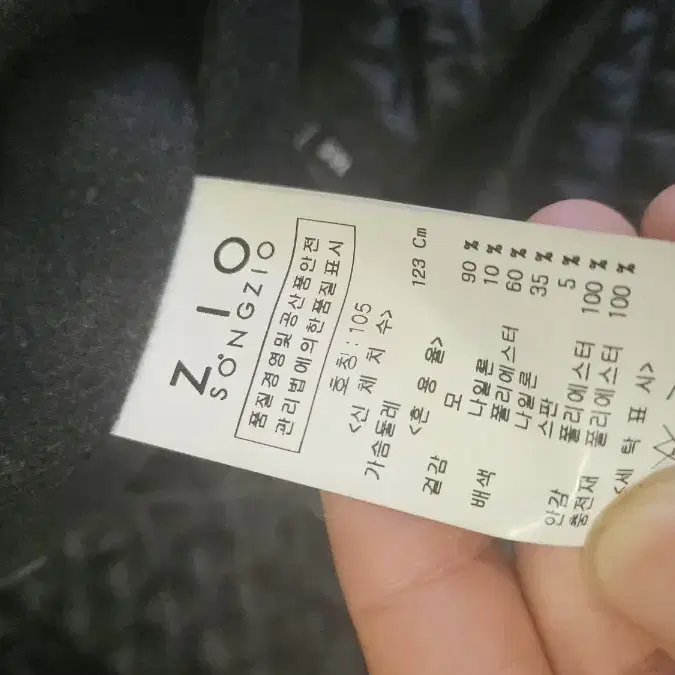 ZIO
SONGZIO
품질경영및공산품안전
관리법에의한품질표시
호칭:105
<신체치수>
가슴둘레 123 Cm
<혼용율>
겉감 모 90 %
나일론 10 %
배색 폴리에스터 60 %
나일론 35 %
스판 5 %
안감 폴리에스터 100 %
충전재 폴리에스터 100 %
<세탁표시>